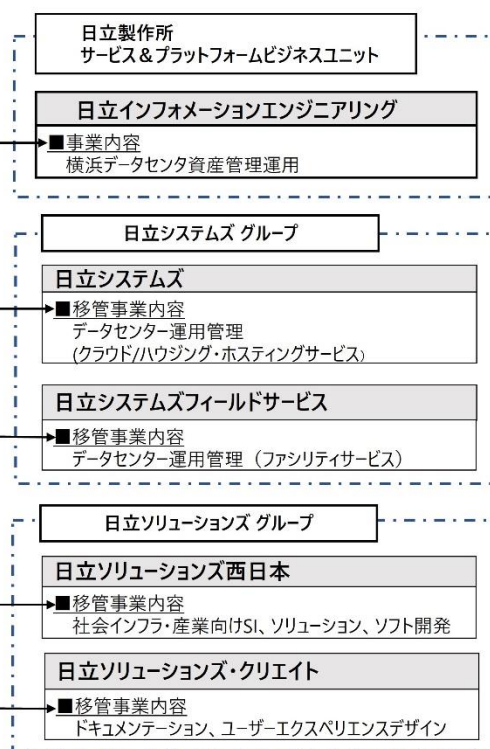 日立製作所
サービス＆プラットフォームビジネスユニット
日立インフォメーションエンジニアリング
■事業内容
横浜データセンタ資産管理運用
日立システムズ グループ
日立システムズ
■移管事業内容
データセンター運用管理
(クラウド/ハウジング・ホスティングサービス)
日立システムズフィールドサービス
■移管事業内容
データセンター運用管理（ファシリティサービス）
日立ソリューションズ グループ
日立ソリューションズ西日本
■移管事業内容
社会インフラ・産業向けSI、ソリューション、ソフト開発
日立ソリューションズ・クリエイト
■移管事業内容
ドキュメンテーション、ユーザーエクスペリエンスデザイン